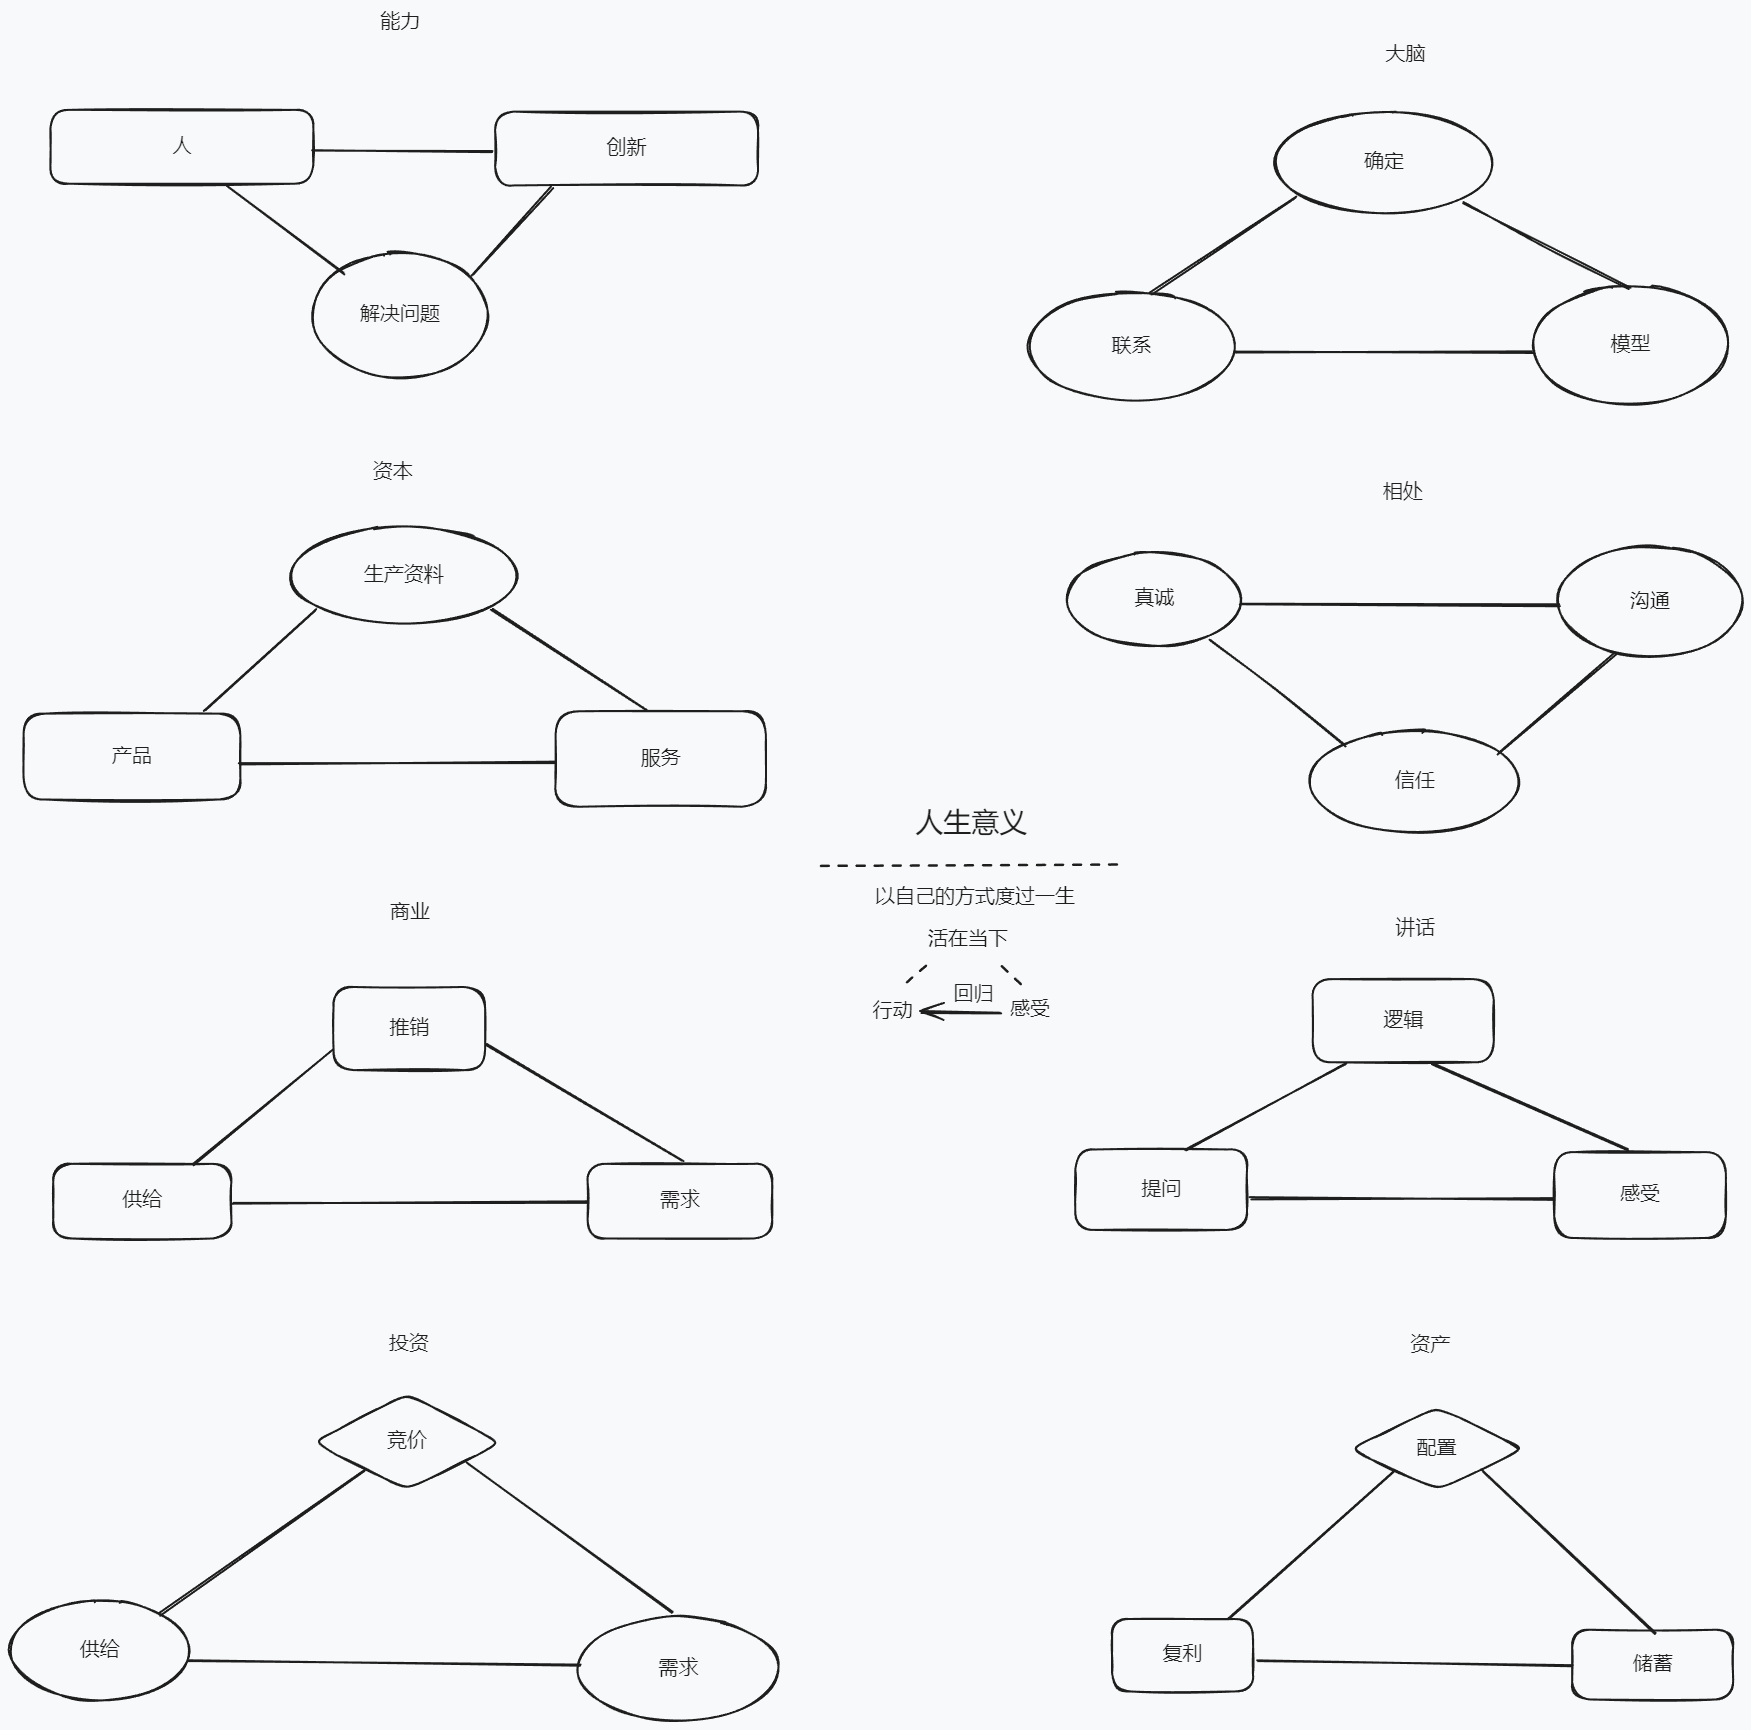 能力
人
创新
解决问题
大脑
确定
联系
模型
资本
生产资料
产品
服务
相处
真诚
沟通
信任
人生意义
以自己的方式度过一生
活在当下
回归
行动
感受
商业
推销
供给
需求
讲话
逻辑
提问
感受
投资
竞价
供给
需求
资产
配置
复利
储蓄